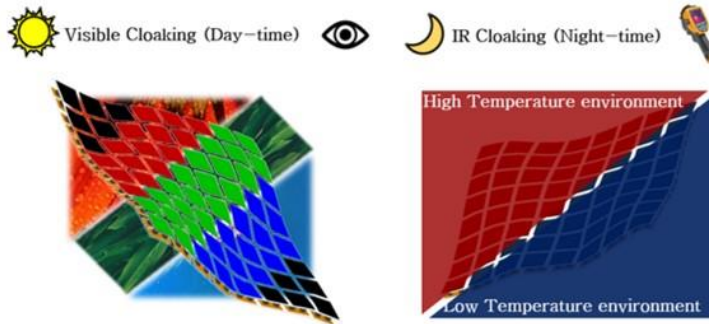 Visible Cloaking (Day-time)
IR Cloaking (Night-time)
High Temperature environment
Low Temperature environment